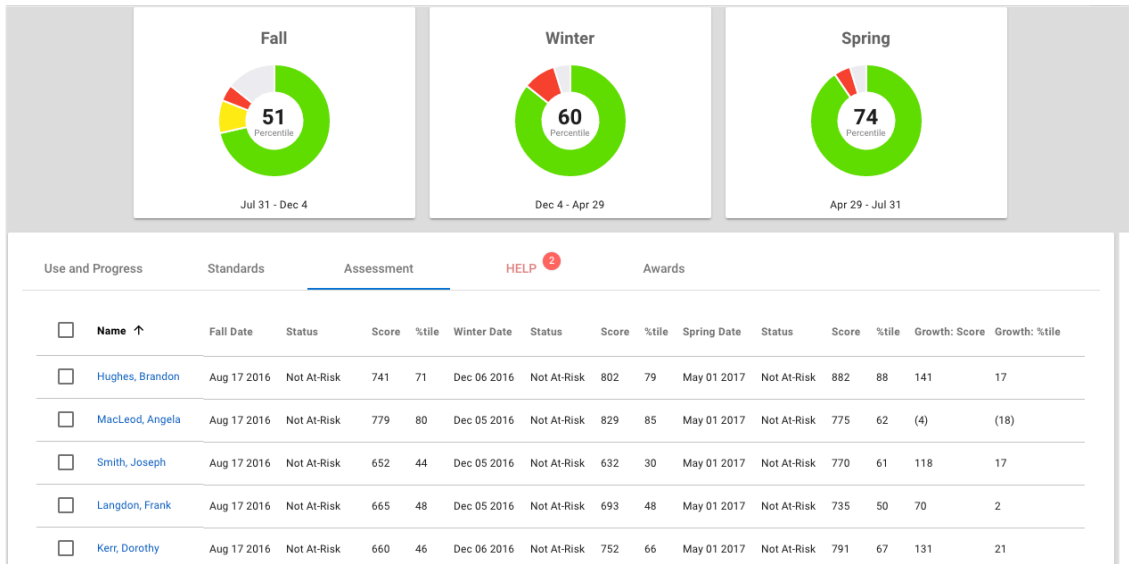 Fall Winter Spring
51 60 74
Percentile Percentile Percentile
Jul 31 - Dec 4 Dec 4 - Apr 29 Apr 29 - Jul 31
Use and Progress Standards Assessment HELP 2 Awards
Name ↑ Fall Date Status Score %tile Winter Date Status Score %tile Spring Date Status Score %tile Growth: Score Growth: %tile
Hughes, Brandon Aug 17 2016 Not At-Risk 741 71 Dec 06 2016 Not At-Risk 802 79 May 01 2017 Not At-Risk 882 88 141 17
MacLeod, Angela Aug 17 2016 Not At-Risk 779 80 Dec 05 2016 Not At-Risk 829 85 May 01 2017 Not At-Risk 775 62 (4) (18)
Smith, Joseph Aug 17 2016 Not At-Risk 652 44 Dec 05 2016 Not At-Risk 632 30 May 01 2017 Not At-Risk 770 61 118 17
Langdon, Frank Aug 17 2016 Not At-Risk 665 48 Dec 05 2016 Not At-Risk 693 48 May 01 2017 Not At-Risk 735 50 70 2
Kerr, Dorothy Aug 17 2016 Not At-Risk 660 46 Dec 06 2016 Not At-Risk 752 66 May 01 2017 Not At-Risk 791 67 131 21